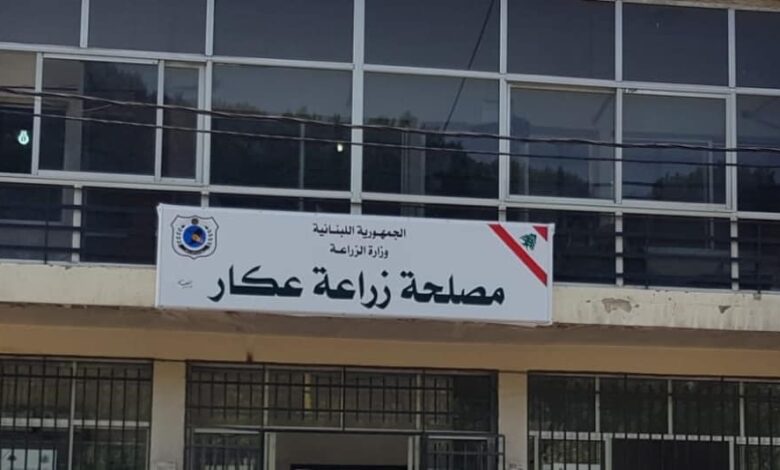 الجمهورية اللبنانية
وزارة الزراعة
مصلحة زراعة عكار